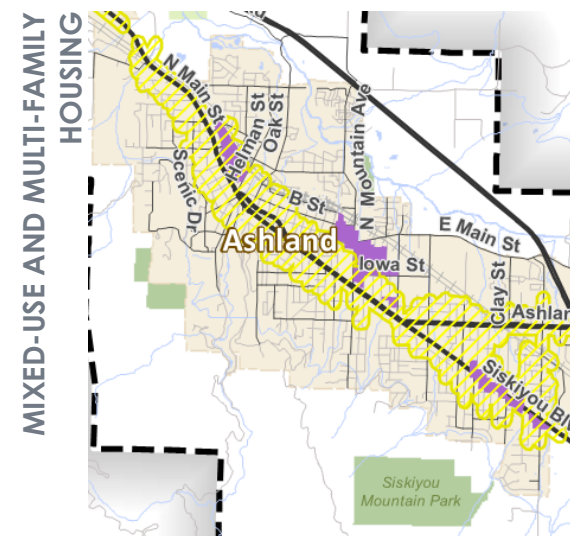 MIXED-USE AND MULTI-FAMILY
HOUSING
N Main St
Helman St
Oak St
N Mountain Ave
Scenic Dr
B St
E Main St
Ashland
Iowa St
Clay St
Ashlan
Siskiyou Blv
Siskiyou
Mountain Park